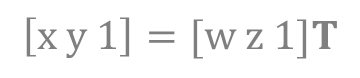 [x y 1] = [w z 1]T